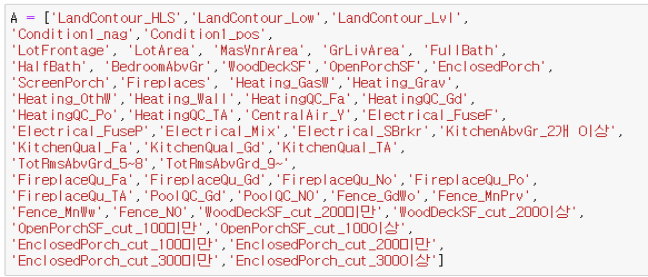 A = ['LandContour_HLS','LandContour_Low','LandContour_Lvl',
'Condition1_nag','Condition1_pos',
'LotFrontage', 'LotArea', 'MasVnrArea', 'GrLivArea', 'FullBath',
'HalfBath', 'BedroomAbvGr','WoodDeckSF','OpenPorchSF','EnclosedPorch',
'ScreenPorch','Fireplaces', 'Heating_GasW','Heating_Grav',
'Heating_OthW','Heating_Wall','HeatingQC_Fa','HeatingQC_Gd',
'HeatingQC_Po','HeatingQC_TA','CentralAir_Y','Electrical_FuseF',
'Electrical_FuseP','Electrical_Mix','Electrical_SBrkr','KitchenAbvGr_2개 이상',
'KitchenQual_Fa','KitchenQual_Gd','KitchenQual_TA',
'TotRmsAbvGrd_5~8','TotRmsAbvGrd_9~',
'FireplaceQu_Fa','FireplaceQu_Gd','FireplaceQu_No','FireplaceQu_Po',
'FireplaceQu_TA','PoolQC_Gd','PoolQC_NO','Fence_GdWo','Fence_MnPrv',
'Fence_MnWw','Fence_NO','WoodDeckSF_cut_200미만','WoodDeckSF_cut_200이상',
'OpenPorchSF_cut_100미만','OpenPorchSF_cut_100이상',
'EnclosedPorch_cut_100미만','EnclosedPorch_cut_200미만',
'EnclosedPorch_cut_300미만','EnclosedPorch_cut_300이상']